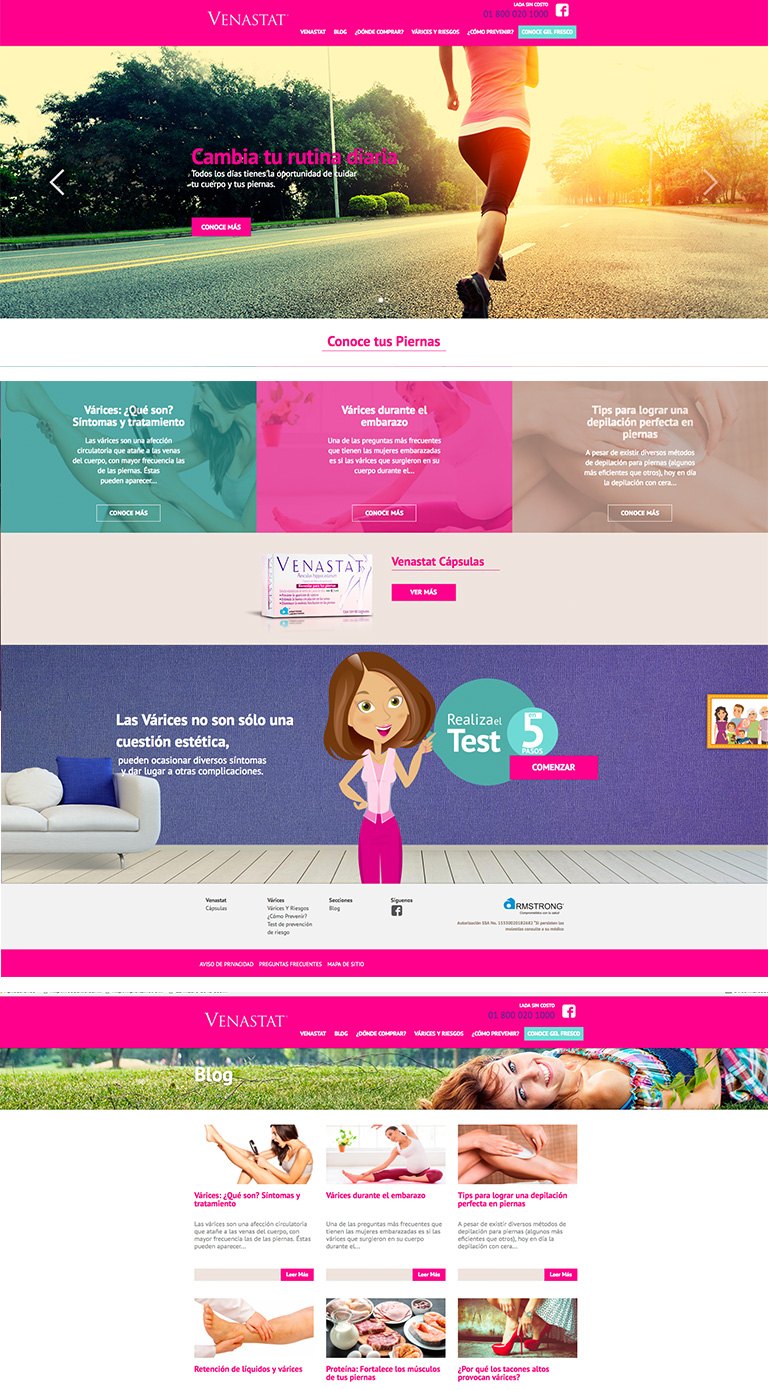 VENASTAT
LADA SIN COSTO
01 800 020 1000
VENASTAT BLOG ¿DÓNDE COMPRAR? VÁRICES Y RIESGOS ¿CÓMO PREVENIR? CONOCE GEL FRESCO
Cambia tu rutina diaria
Todos los días tienes la oportunidad de cuidar
tu cuerpo y tus piernas.
CONOCE MÁS
Conoce tus Piernas
Várices: ¿Qué son?
Síntomas y tratamiento
Las várices son una afección
circulatoria que atañe a las venas
del cuerpo, con mayor frecuencia las
de las piernas. Éstas
pueden aparecer...
CONOCE MÁS
Várices durante el
embarazo
Una de las preguntas más frecuentes
que tienen las mujeres embarazadas
es si las várices que surgieron en su
cuerpo durante el...
CONOCE MÁS
Tips para lograr una
depilación perfecta en
piernas
A pesar de existir diversos métodos
de depilación para piernas (algunos
más eficientes que otros), hoy en día
la depilación con cera...
CONOCE MÁS
VENASTAT
Venastat Cápsulas
VER MÁS
Las Várices no son sólo una
cuestión estética,
pueden ocasionar diversos síntomas
y dar lugar a otras complicaciones.
Realiza el
Test
en
5
PASOS
COMENZAR
Venastat
Cápsulas
Várices
Várices Y Riesgos
¿Cómo Prevenir?
Test de prevención
de riesgo
Secciones
Blog
Síguenos
ARMSTRONG
Comprometidos con la salud
Autorización SSA No. 13330020182682 "Si persisten las
molestias consulte a su médico
AVISO DE PRIVACIDAD PREGUNTAS FRECUENTES MAPA DE SITIO
VENASTAT
LADA SIN COSTO
01 800 020 1000
VENASTAT BLOG ¿DÓNDE COMPRAR? VÁRICES Y RIESGOS ¿CÓMO PREVENIR? CONOCE GEL FRESCO
Blog
Várices: ¿Qué son? Síntomas y
tratamiento
Las várices son una afección circulatoria
que atañe a las venas del cuerpo, con
mayor frecuencia las de las piernas. Éstas
pueden aparecer...
Leer Más
Várices durante el embarazo
Una de las preguntas más frecuentes que
tienen las mujeres embarazadas es si las
várices que surgieron en su cuerpo
durante el...
Leer Más
Tips para lograr una depilación
perfecta en piernas
A pesar de existir diversos métodos de
depilación para piernas (algunos más
eficientes que otros), hoy en día la
depilación con cera...
Leer Más
Retención de líquidos y várices
Proteína: Fortalece los músculos
de tus piernas
¿Por qué los tacones altos
provocan várices?